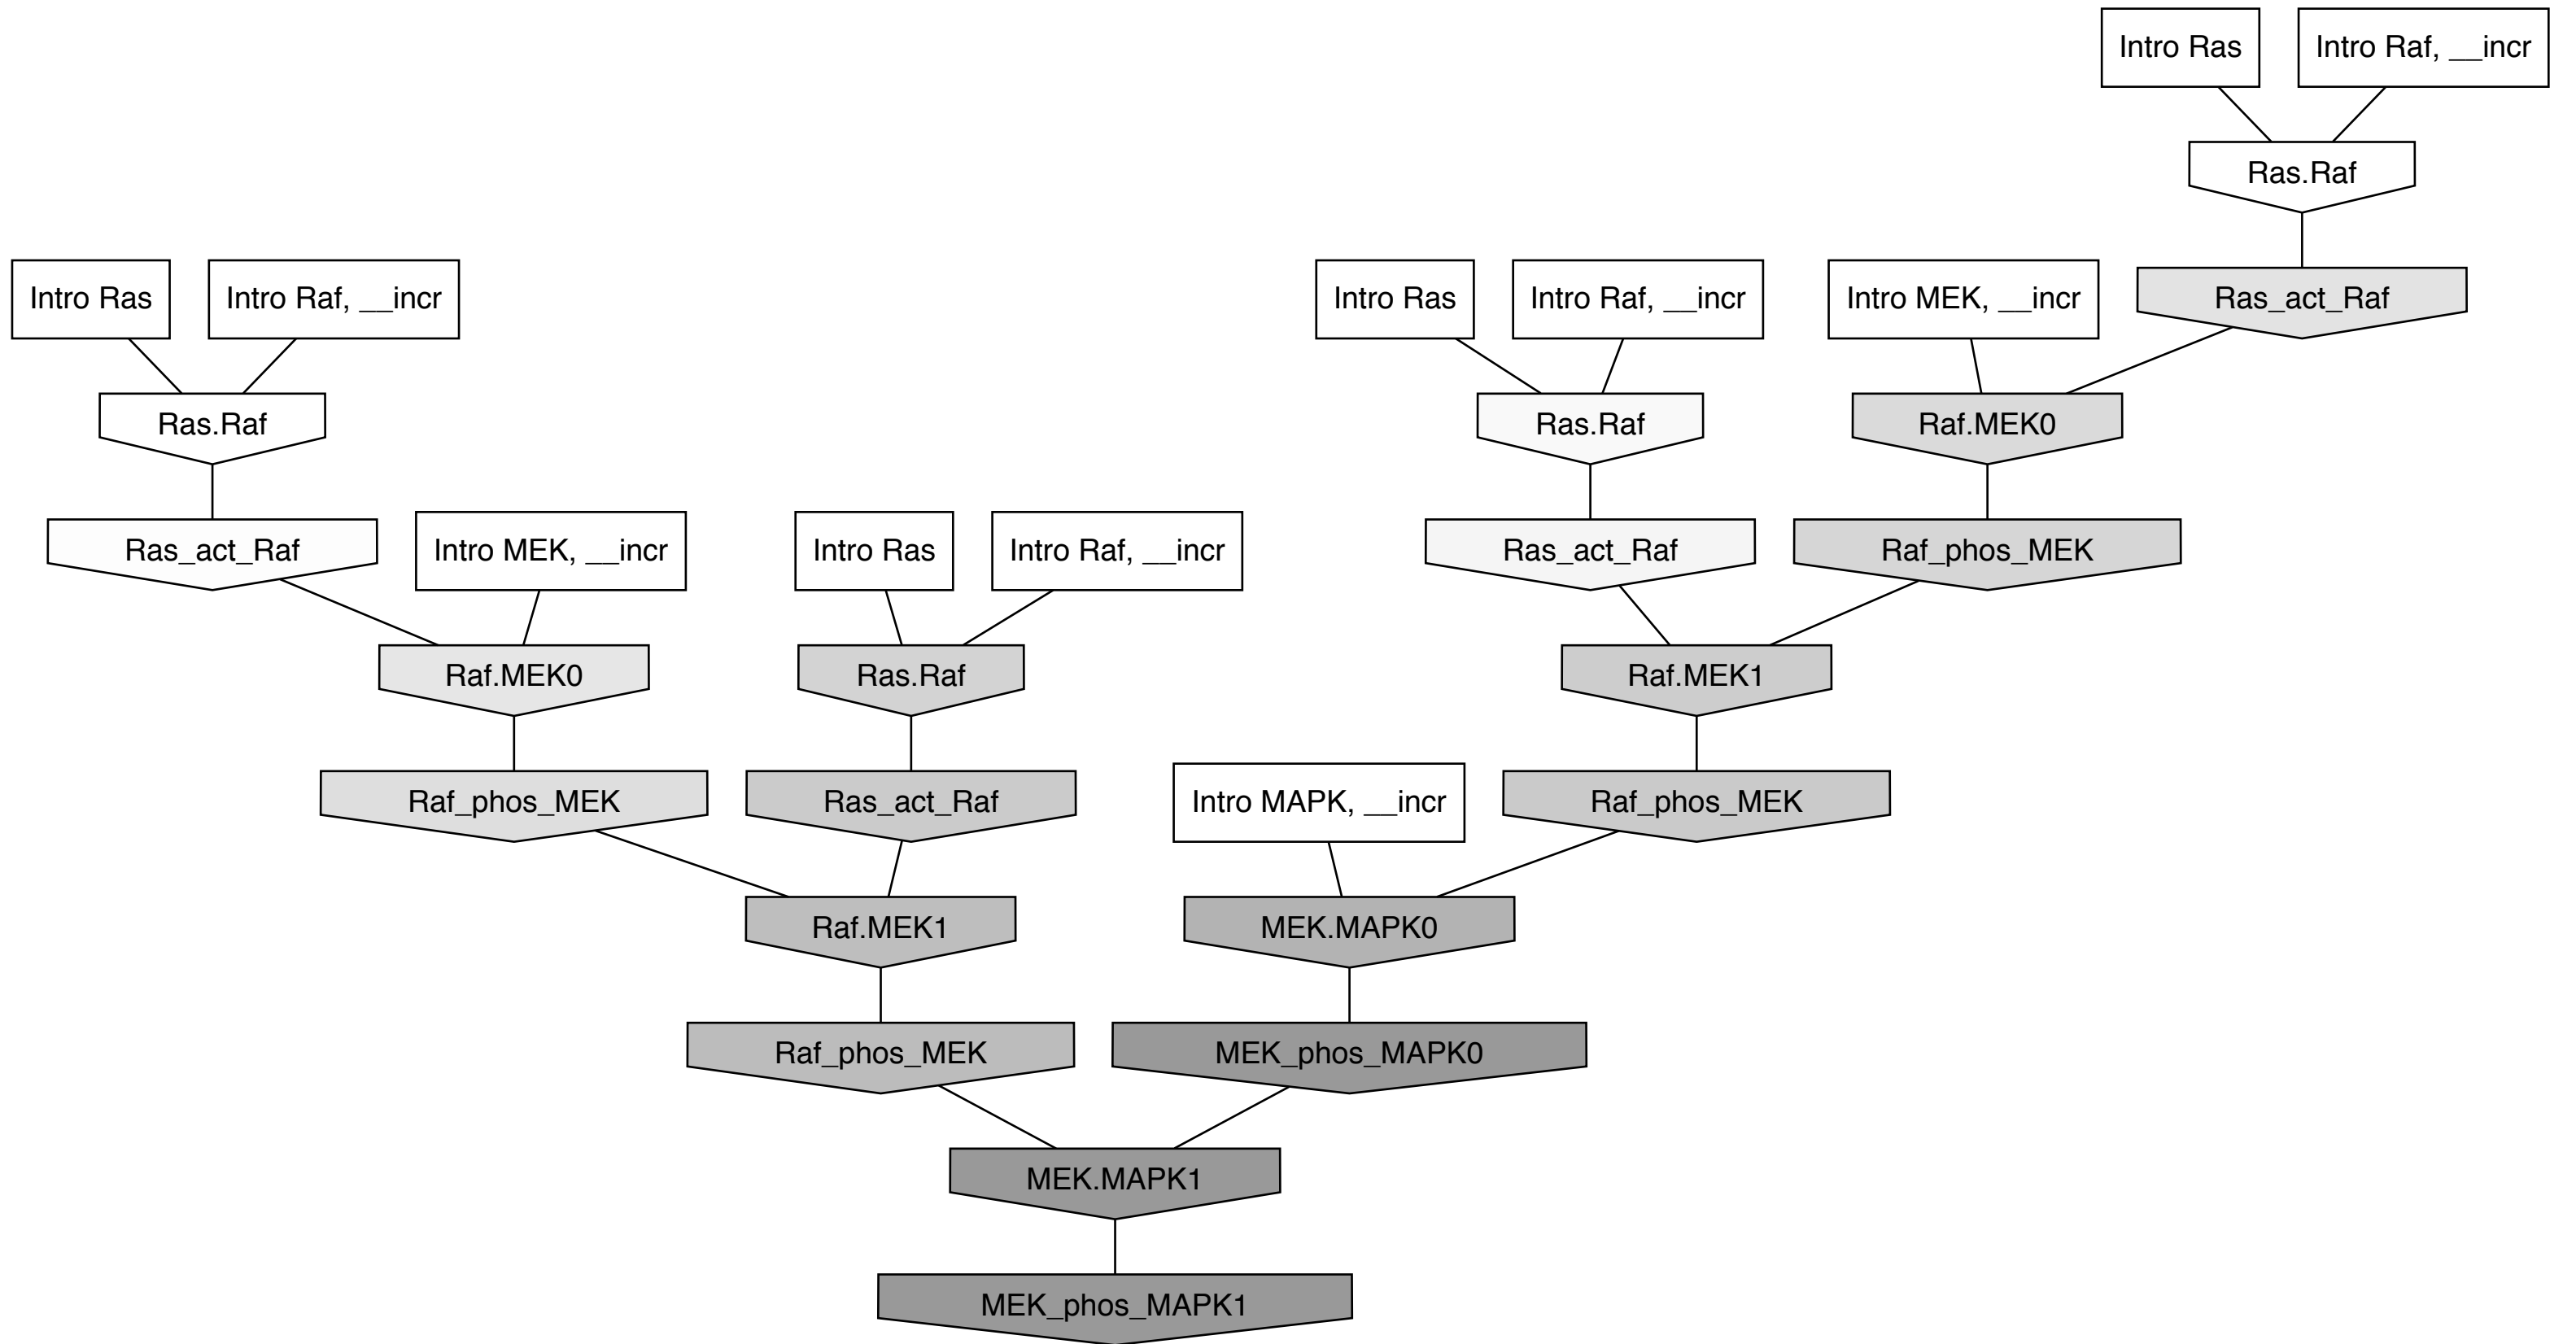 Intro Ras
Intro Raf, __incr
Ras.Raf
Intro Ras
Intro Raf, __incr
Intro Ras
Intro Raf, __incr
Intro MEK, __incr
Ras_act_Raf
Ras.Raf
Ras.Raf
Raf.MEK0
Ras_act_Raf
Intro MEK, __incr
Intro Ras
Intro Raf, __incr
Ras_act_Raf
Raf_phos_MEK
Raf.MEK0
Ras.Raf
Raf.MEK1
Raf_phos_MEK
Ras_act_Raf
Intro MAPK, __incr
Raf_phos_MEK
Raf.MEK1
MEK.MAPK0
Raf_phos_MEK
MEK_phos_MAPK0
MEK.MAPK1
MEK_phos_MAPK1